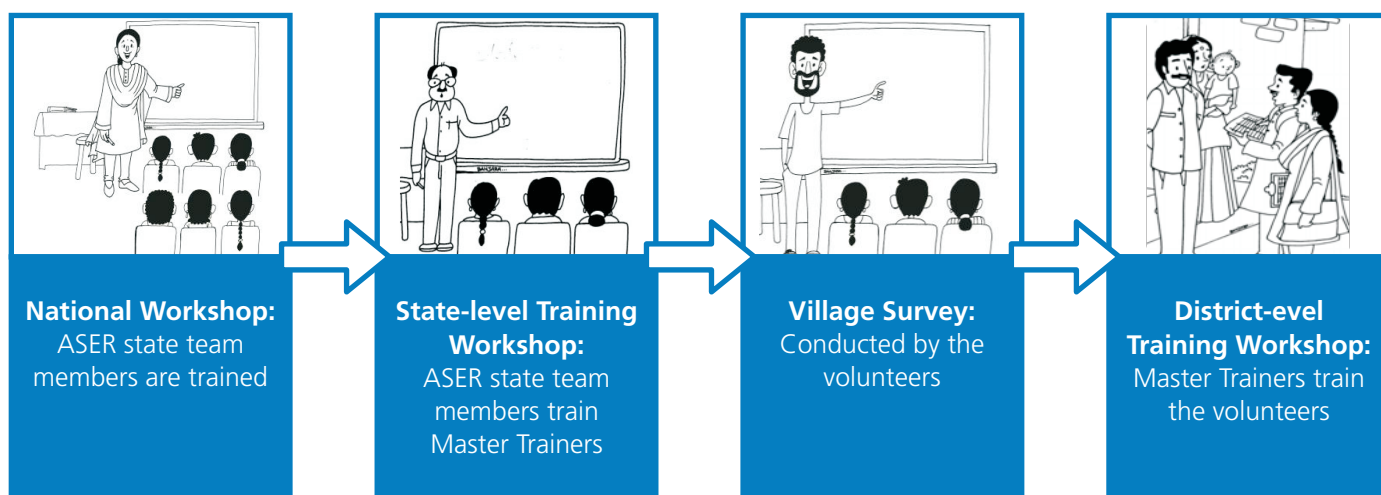 National Workshop:
ASER state team
members are trained
State-level Training
Workshop:
ASER state team
members train
Master Trainers
Village Survey:
Conducted by the
volunteers
District-evel
Training Workshop:
Master Trainers train
the volunteers